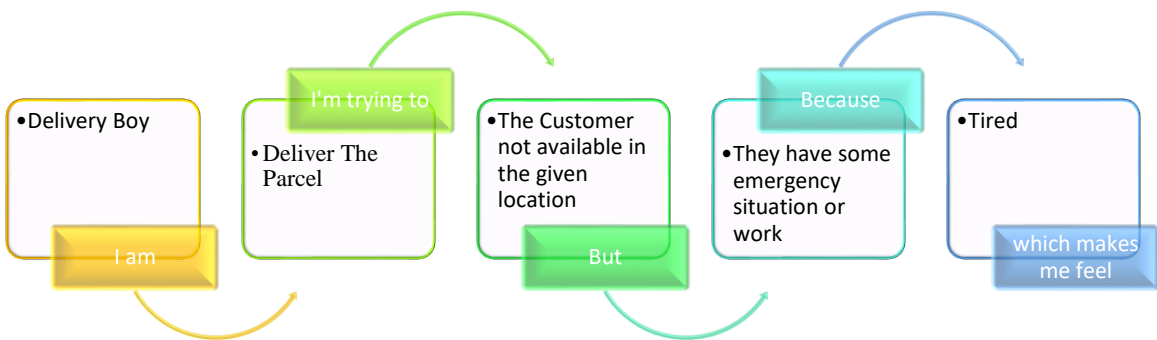 I am
•Delivery Boy
I'm trying to
•Deliver The
Parcel
But
•The Customer
not available in
the given
location
Because
•They have some
emergency
situation or
work
which makes
me feel
•Tired